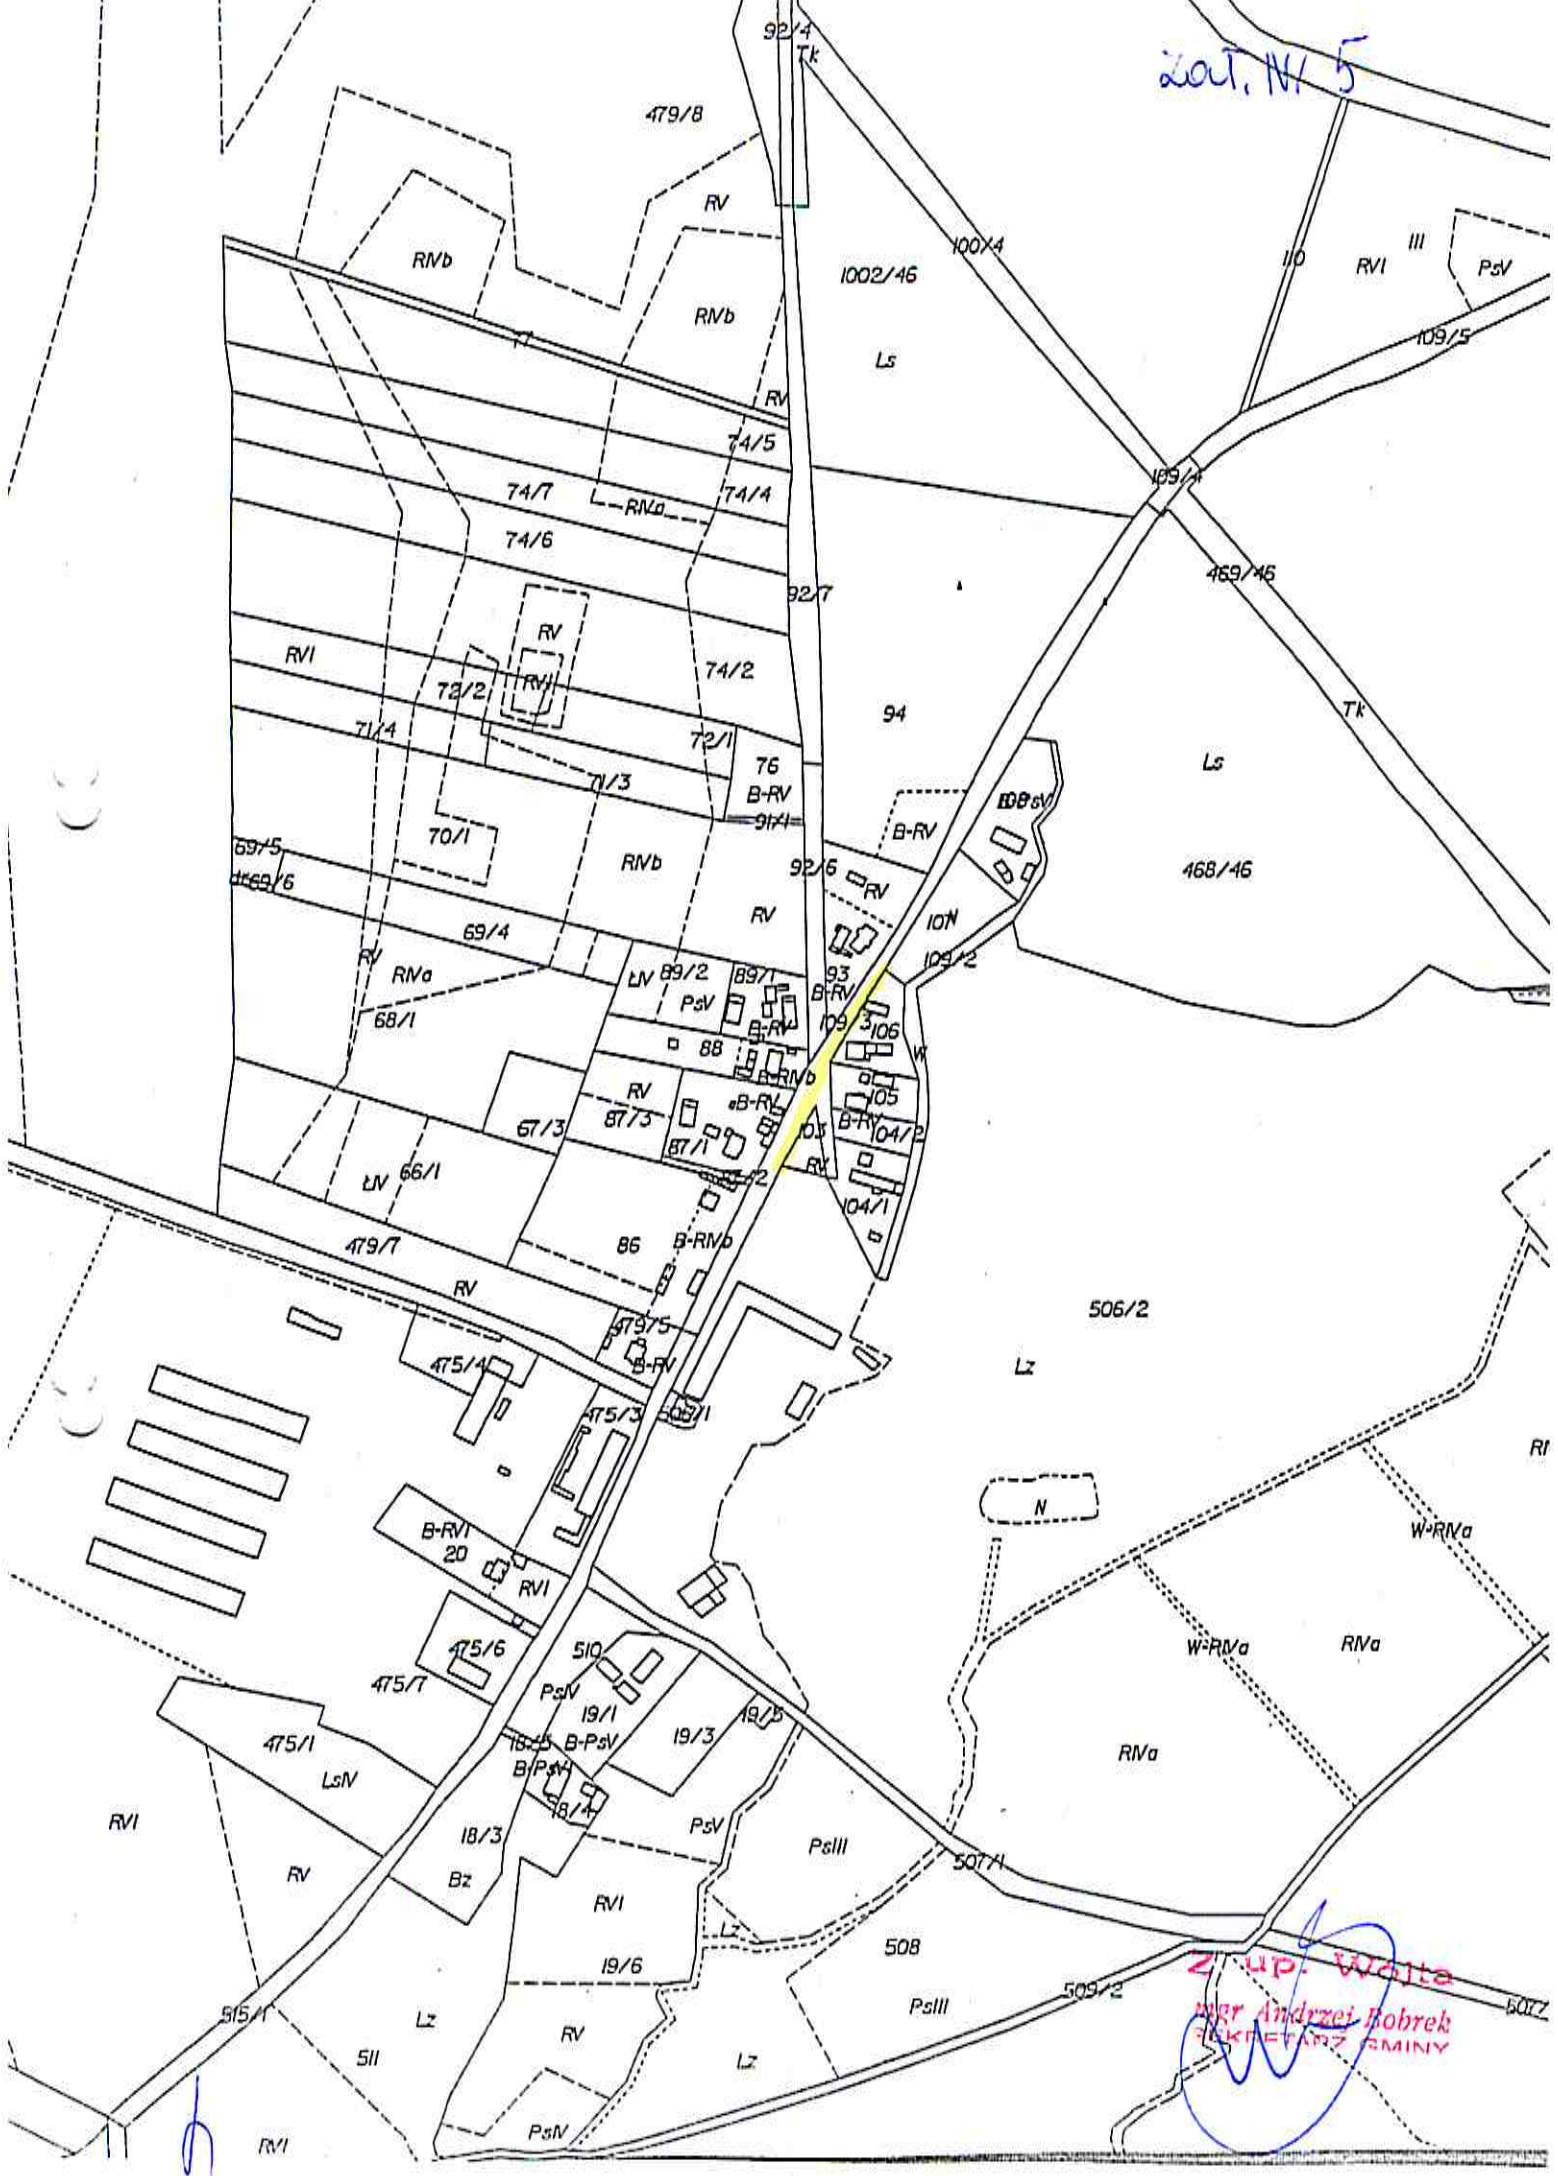 92/4
Tk
Zał. Nr 5
479/8
RV
100/4
1002/46
RIVb
110
III
RVI
PsV
RIVb
109/5
77
Ls
RV
74/5
109/4
74/7
74/4
RIVa
74/6
469/46
92/7
RV
RVI
74/2
72/2
RVI
Tk
94
71/4
72/1
76
Ls
71/3
B-RV
91/1
B-RV
70/1
69/5
RIVb
92/6
468/46
69/6
RV
RV
107
N
69/4
RV
RIVa
ŁIV
89/2
89/1
93
109/2
PsV
B-RV
68/1
B-RV
109/3
106
88
W
B-RIVb
RV
B-RV
105
67/3
87/3
103
B-RV
104/2
87/1
RV
ŁIV
66/1
104/1
479/7
86
B-RIVb
RV
506/2
479/5
475/4
B-RV
Lz
475/3
506/1
N
B-RVI
20
W-RIVa
RVI
475/6
510
W-RIVa
RIVa
475/7
PsIV
19/1
19/5
475/1
B-PsV
19/3
RIVa
LsIV
18/4
RVI
18/3
PsV
PsIII
507/1
RV
Bz
RVI
Lz
508
19/6
Z up. Wójta
509/2
PsIII
mgr Andrzej Bobrek
SEKRETARZ GMINY
515/1
Lz
RV
511
Lz
RVI
PsIV